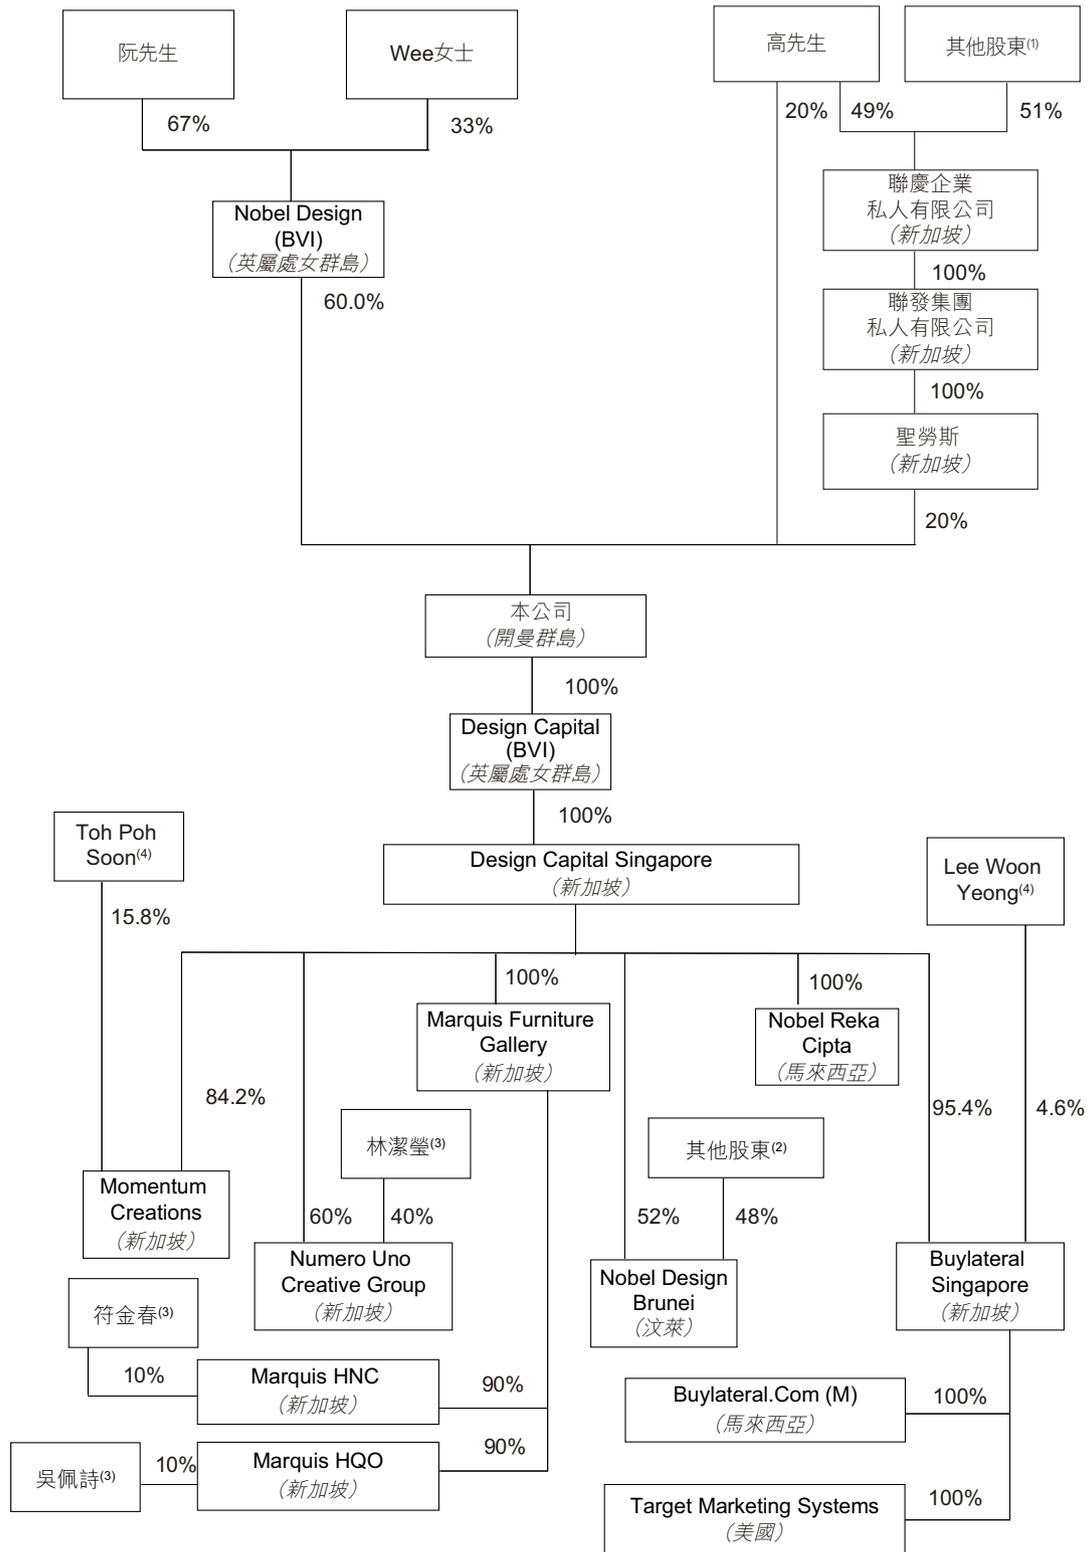 阮先生
Wee女士
高先生
其他股東(1)
67%
33%
20%
49%
51%
聯慶企業
私人有限公司
（新加坡）
Nobel Design
(BVI)
（英屬處女群島）
100%
60.0%
聯發集團
私人有限公司
（新加坡）
100%
聖勞斯
（新加坡）
20%
本公司
（開曼群島）
100%
Design Capital
(BVI)
（英屬處女群島）
100%
Toh Poh
Soon(4)
Design Capital Singapore
（新加坡）
Lee Woon
Yeong(4)
15.8%
100%
100%
Marquis Furniture
Gallery
（新加坡）
Nobel Reka
Cipta
（馬來西亞）
84.2%
95.4%
4.6%
林潔瑩(3)
其他股東(2)
Momentum
Creations
（新加坡）
60%
40%
52%
48%
Numero Uno
Creative Group
（新加坡）
Nobel Design
Brunei
（汶萊）
Buylateral
Singapore
（新加坡）
符金春(3)
10%
Marquis HNC
（新加坡）
90%
Buylateral.Com (M)
（馬來西亞）
100%
吳佩詩(3)
10%
Marquis HQO
（新加坡）
90%
Target Marketing Systems
（美國）
100%